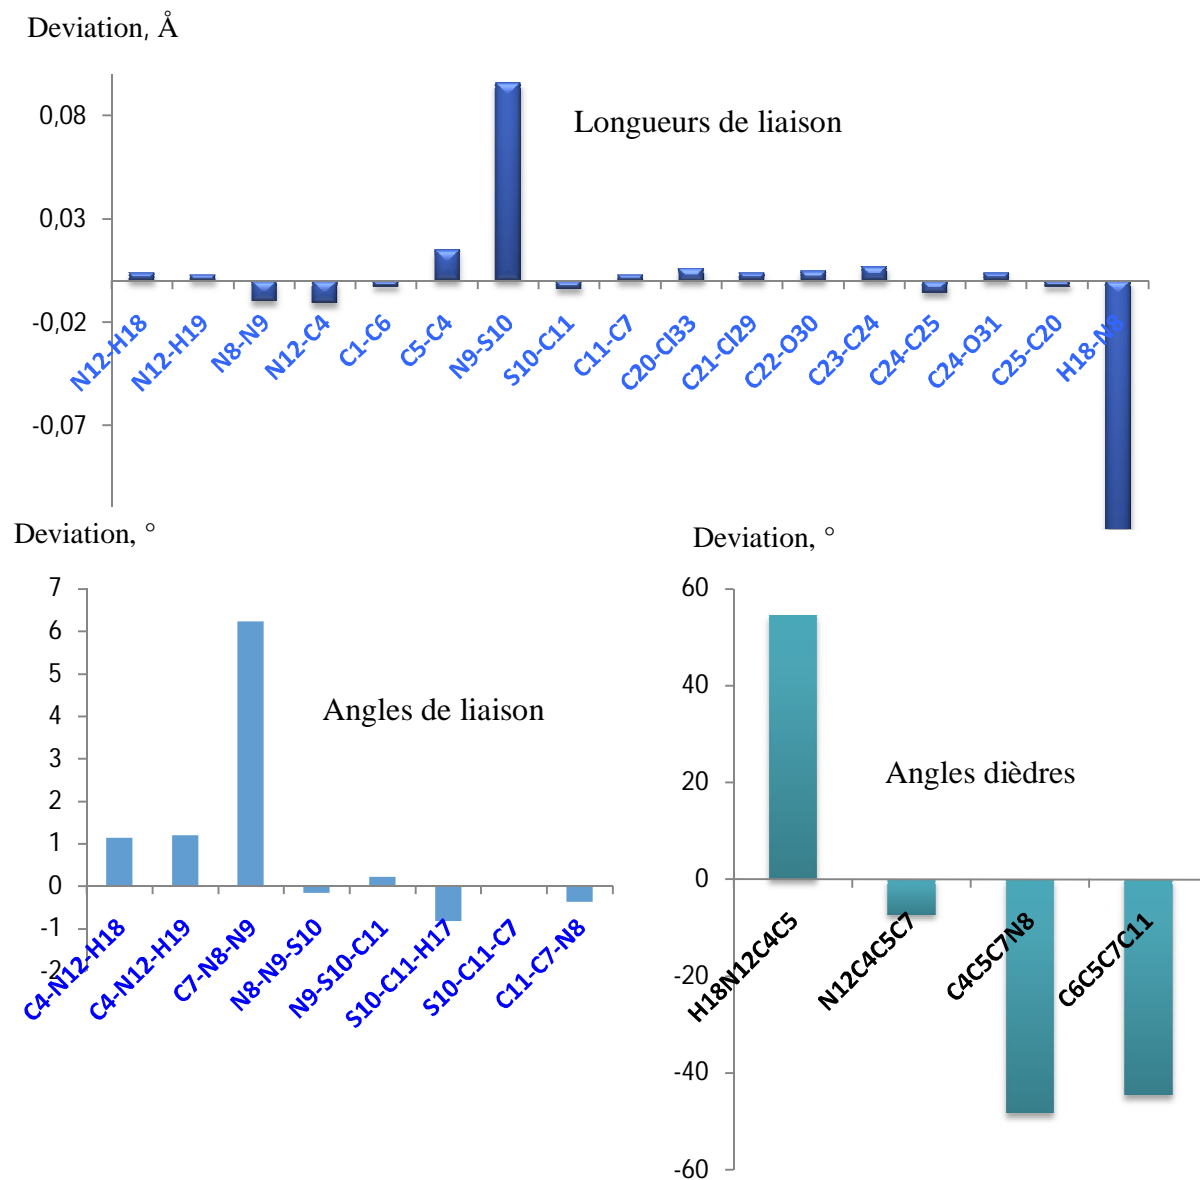 Deviation, Å
0,08
Longueurs de liaison
0,03
-0,02
-0,07
N12-H18
N12-H19
N8-N9
N12-C4
C1-C6
C5-C4
N9-S10
S10-C11
C11-C7
C20-Cl33
C21-Cl29
C22-O30
C23-C24
C24-C25
C24-O31
C25-C20
H18-N8
Deviation, °
7
6
5
4
3
2
1
0
-1
-2
Angles de liaison
C4-N12-H18
C4-N12-H19
C7-N8-N9
N8-N9-S10
N9-S10-C11
S10-C11-H17
S10-C11-C7
C11-C7-N8
Deviation, °
60
40
20
0
-20
-40
-60
Angles dièdres
H18N12C4C5
N12C4C5C7
C4C5C7N8
C6C5C7C11